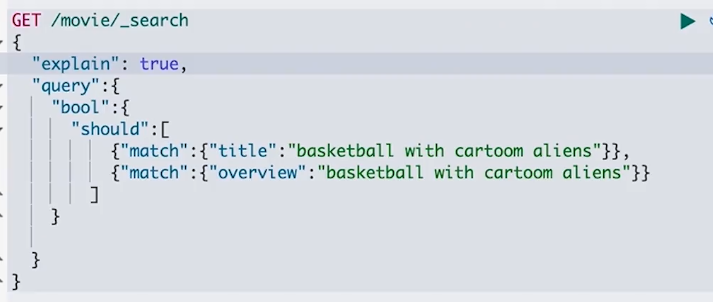 GET /movie/_search
{
  "explain": true,
  "query":{
    "bool":{
      "should":[
          {"match":{"title":"basketball with cartoom aliens"}},
          {"match":{"overview":"basketball with cartoom aliens"}}
        ]
    }
  }
}